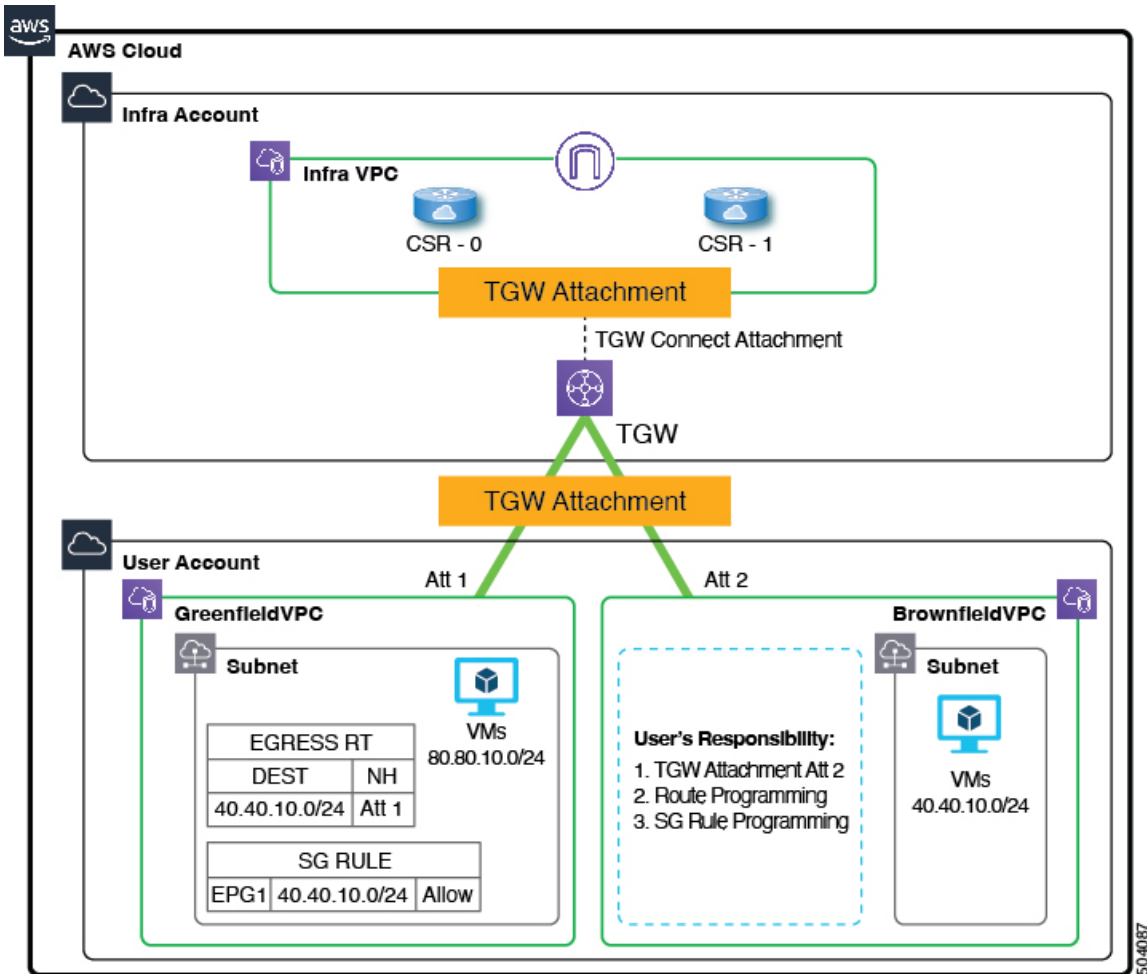 aws
AWS Cloud
Infra Account
Infra VPC
CSR - 0
CSR - 1
TGW Attachment
TGW Connect Attachment
TGW
TGW Attachment
User Account
Att 1
Att 2
GreenfieldVPC
Subnet
VMs
80.80.10.0/24
EGRESS RT
DEST NH
40.40.10.0/24 Att 1
SG RULE
EPG1 40.40.10.0/24 Allow
BrownfieldVPC
User's Responsibility:
1. TGW Attachment Att 2
2. Route Programming
3. SG Rule Programming
Subnet
VMs
40.40.10.0/24
504087